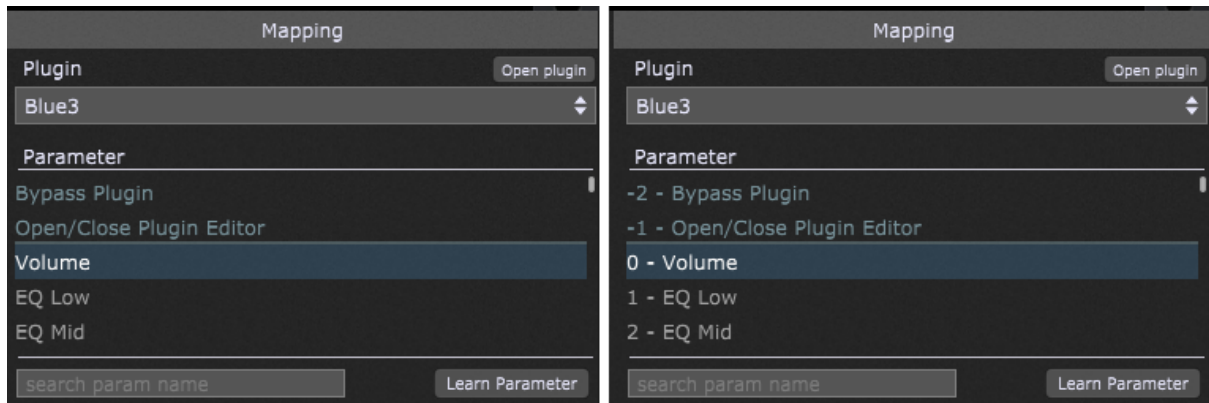 Mapping
Plugin
Open plugin
Blue3
Parameter
Bypass Plugin
Open/Close Plugin Editor
Volume
EQ Low
EQ Mid
search param name
Learn Parameter
Mapping
Plugin
Open plugin
Blue3
Parameter
-2 - Bypass Plugin
-1 - Open/Close Plugin Editor
0 - Volume
1 - EQ Low
2 - EQ Mid
search param name
Learn Parameter